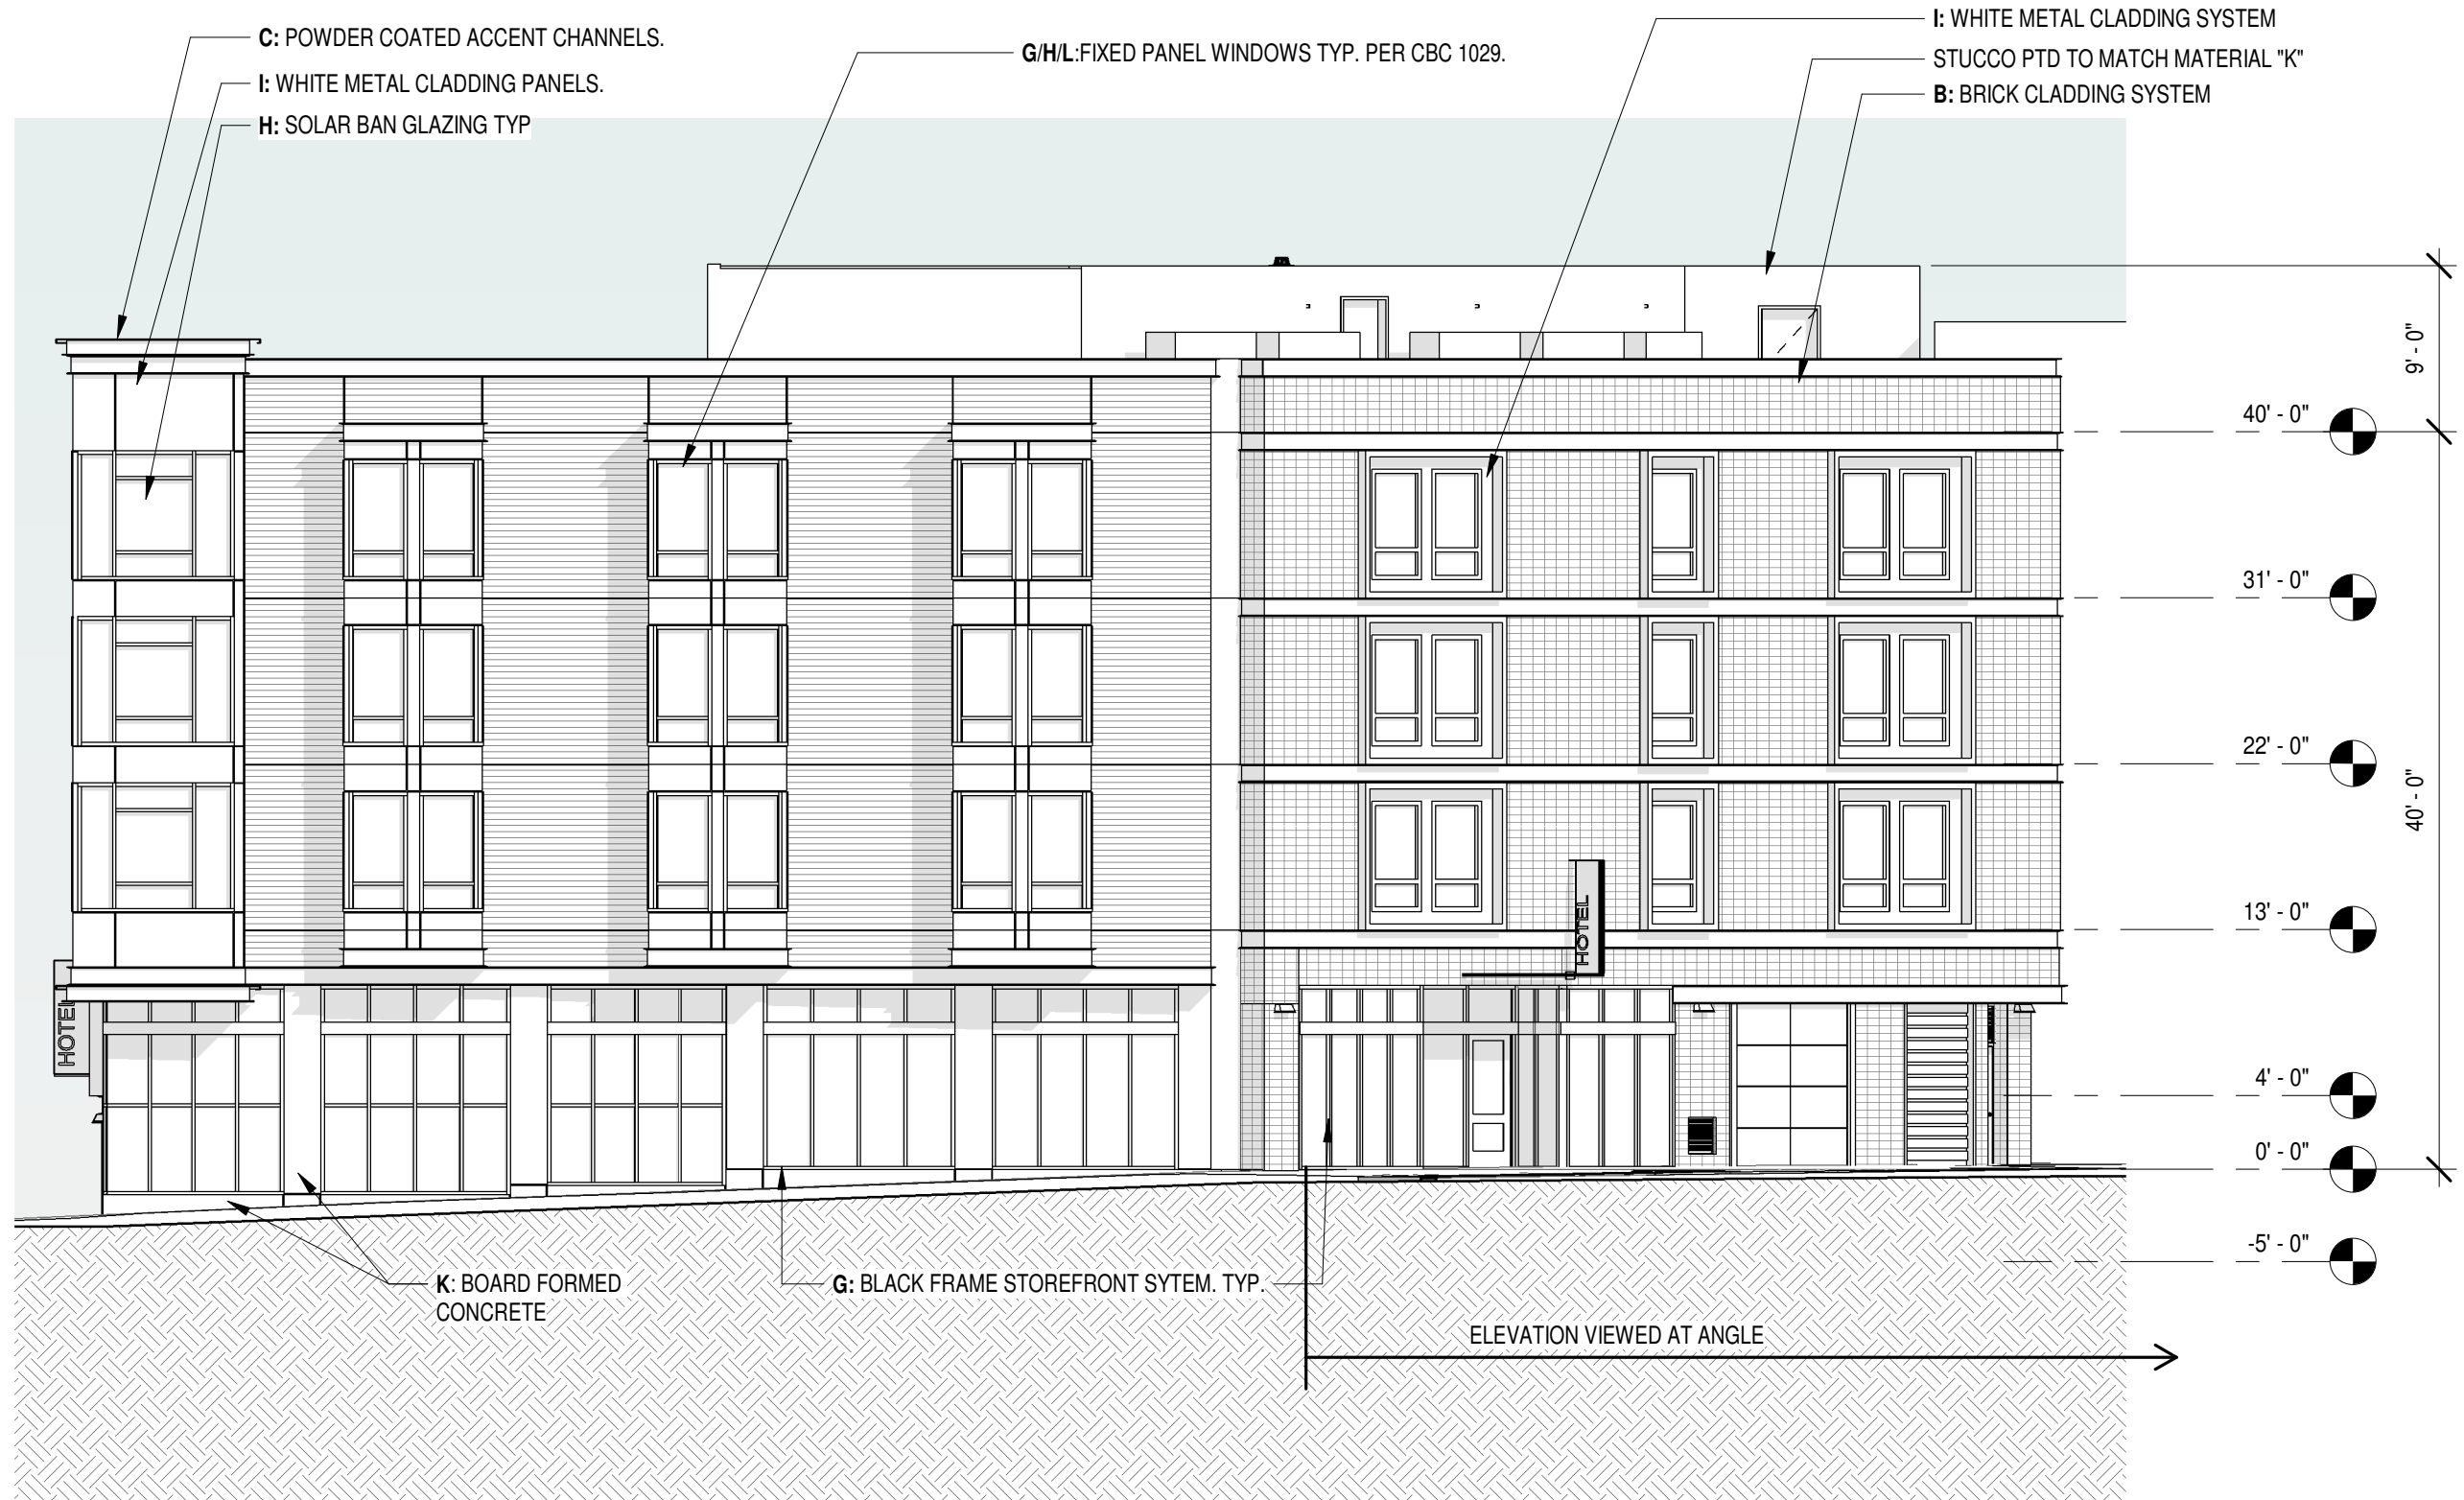 C: POWDER COATED ACCENT CHANNELS.
I: WHITE METAL CLADDING PANELS.
H: SOLAR BAN GLAZING TYP
G/H/L:FIXED PANEL WINDOWS TYP. PER CBC 1029.
I: WHITE METAL CLADDING SYSTEM
STUCCO PTD TO MATCH MATERIAL "K"
B: BRICK CLADDING SYSTEM
9' - 0"
40' - 0"
31' - 0"
22' - 0"
40' - 0"
13' - 0"
4' - 0"
0' - 0"
-5' - 0"
HOTEL
HOTEL
K: BOARD FORMED
CONCRETE
G: BLACK FRAME STOREFRONT SYTEM. TYP.
ELEVATION VIEWED AT ANGLE